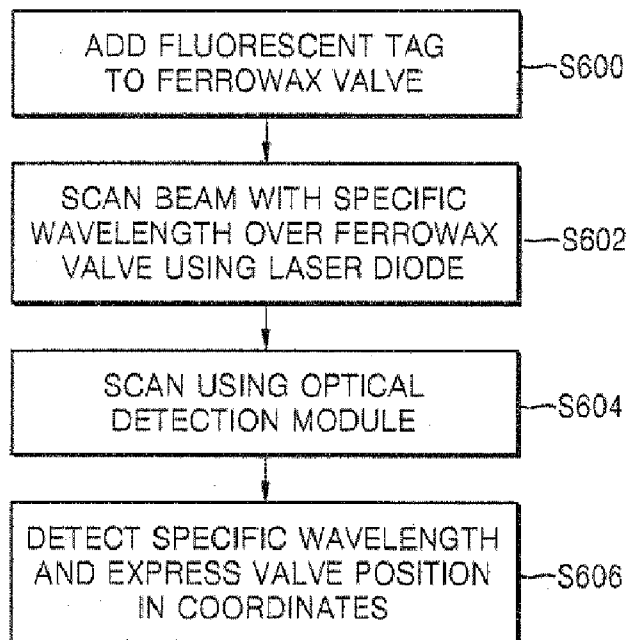 ADD FLUORESCENT TAG
TO FERROWAX VALVE
S600
SCAN BEAM WITH SPECIFIC
WAVELENGTH OVER FERROWAX
VALVE USING LASER DIODE
S602
SCAN USING OPTICAL
DETECTION MODULE
S604
DETECT SPECIFIC WAVELENGTH
AND EXPRESS VALVE POSITION
IN COORDINATES
S606